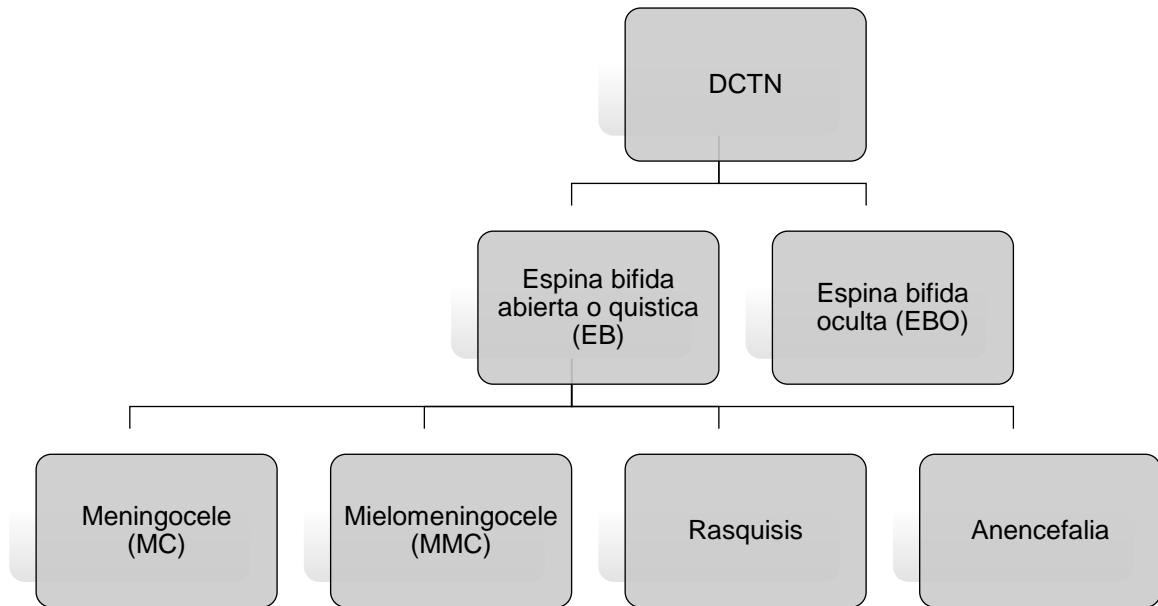 DCTN
Espina bifida
abierta o quistica
(EB)
Espina bifida
oculta (EBO)
Meningocele
(MC)
Mielomeningocele
(MMC)
Rasquisis
Anencefalia